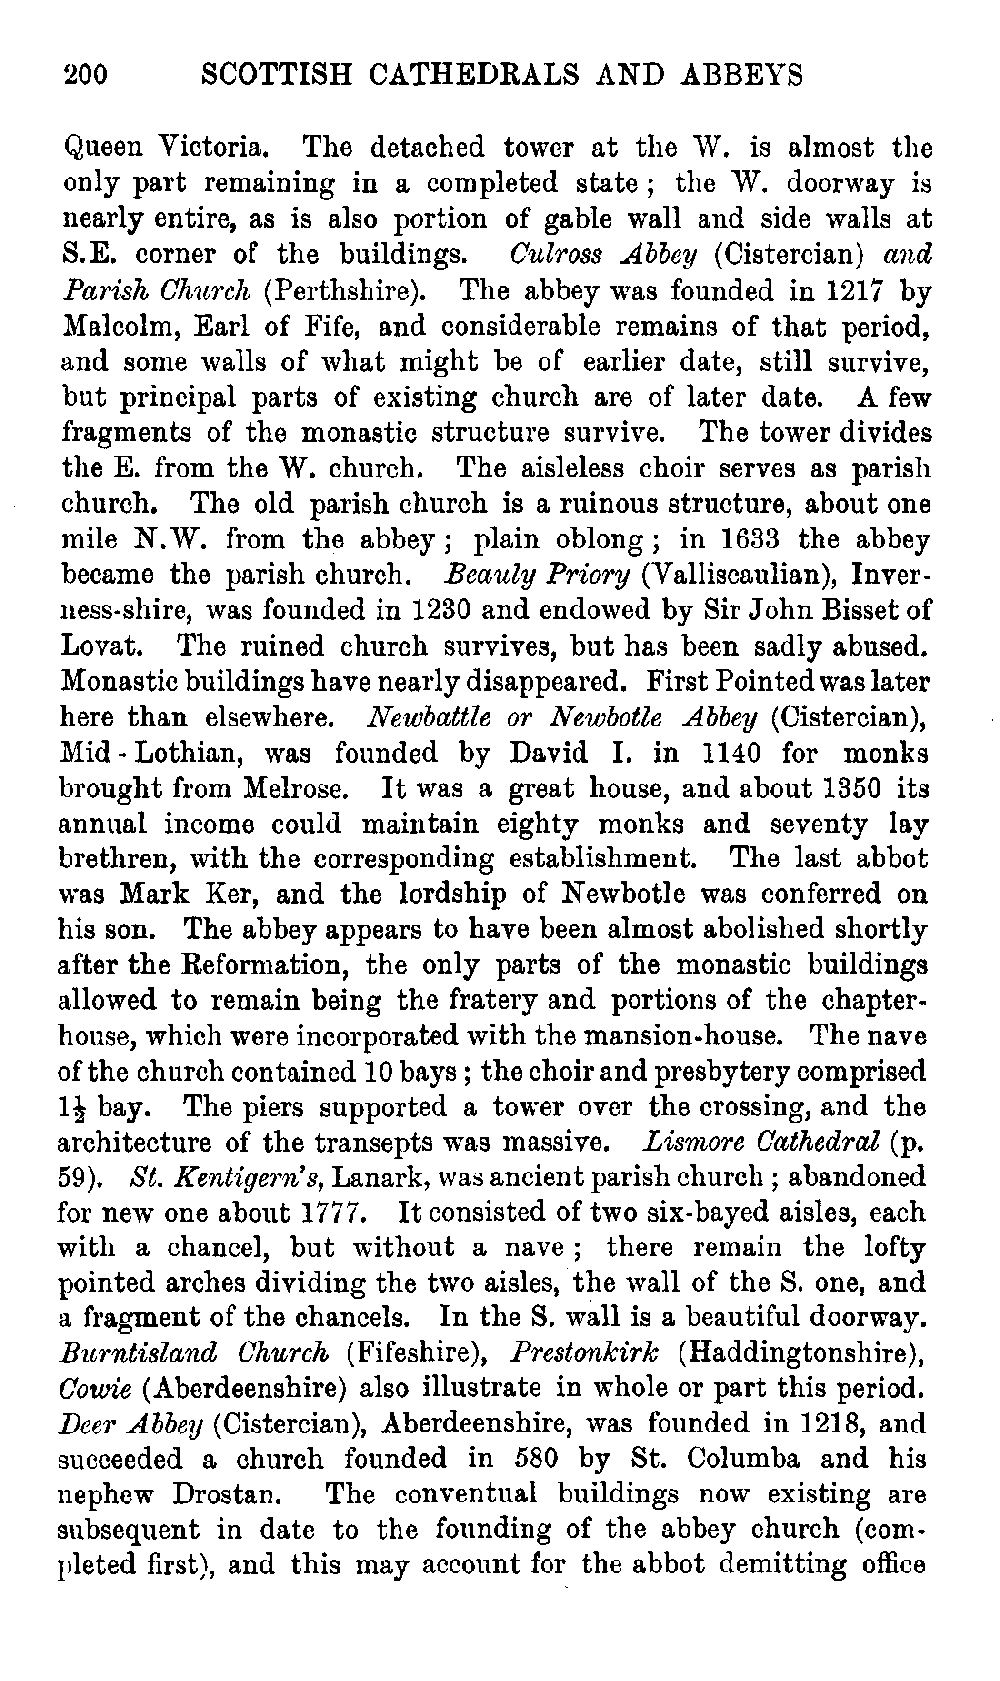 200 SCOTTISH CATHEDRALS AND ABBEYS
Queen Victoria. The detached tower at the W. is almost the
only part remaining in a completed state ; the W. doorway is
nearly entire, as is also portion of gable wall and side walls at
S.E. corner of the buildings. Culross Abbey (Cistercian) and
Parish Church (Perthshire). The abbey was founded in 1217 by
Malcolm, Earl of Fife, and considerable remains of that period,
and some walls of what might be of earlier date, still survive,
but principal parts of existing church are of later date. A few
fragments of the monastic structure survive. The tower divides
the E. from the W. church. The aisleless choir serves as parish
church. The old parish church is a ruinous structure, about one
mile N.W. from the abbey ; plain oblong ; in 1633 the abbey
became the parish church. Beauly Priory (Valliscaulian), Inver-
ness-shire, was founded in 1230 and endowed by Sir John Bisset of
Lovat. The ruined church survives, but has been sadly abused.
Monastic buildings have nearly disappeared. First Pointed was later
here than elsewhere. Newbattle or Newbotle Abbey (Cistercian),
Mid-Lothian, was founded by David I. in 1140 for monks
brought from Melrose. It was a great house, and about 1350 its
annual income could maintain eighty monks and seventy lay
brethren, with the corresponding establishment. The last abbot
was Mark Ker, and the lordship of Newbotle was conferred on
his son. The abbey appears to have been almost abolished shortly
after the Reformation, the only parts of the monastic buildings
allowed to remain being the fratery and portions of the chapter-
house, which were incorporated with the mansion-house. The nave
of the church contained 10 bays ; the choir and presbytery comprised
1½ bay. The piers supported a tower over the crossing, and the
architecture of the transepts was massive. Lismore Cathedral (p.
59). St. Kentigern's, Lanark, was ancient parish church ; abandoned
for new one about 1777. It consisted of two six-bayed aisles, each
with a chancel, but without a nave ; there remain the lofty
pointed arches dividing the two aisles, the wall of the S. one, and
a fragment of the chancels. In the S. wall is a beautiful doorway.
Burntisland Church (Fifeshire), Prestonkirk (Haddingtonshire),
Cowie (Aberdeenshire) also illustrate in whole or part this period.
Deer Abbey (Cistercian), Aberdeenshire, was founded in 1218, and
succeeded a church founded in 580 by St. Columba and his
nephew Drostan. The conventual buildings now existing are
subsequent in date to the founding of the abbey church (com-
pleted first), and this may account for the abbot demitting office